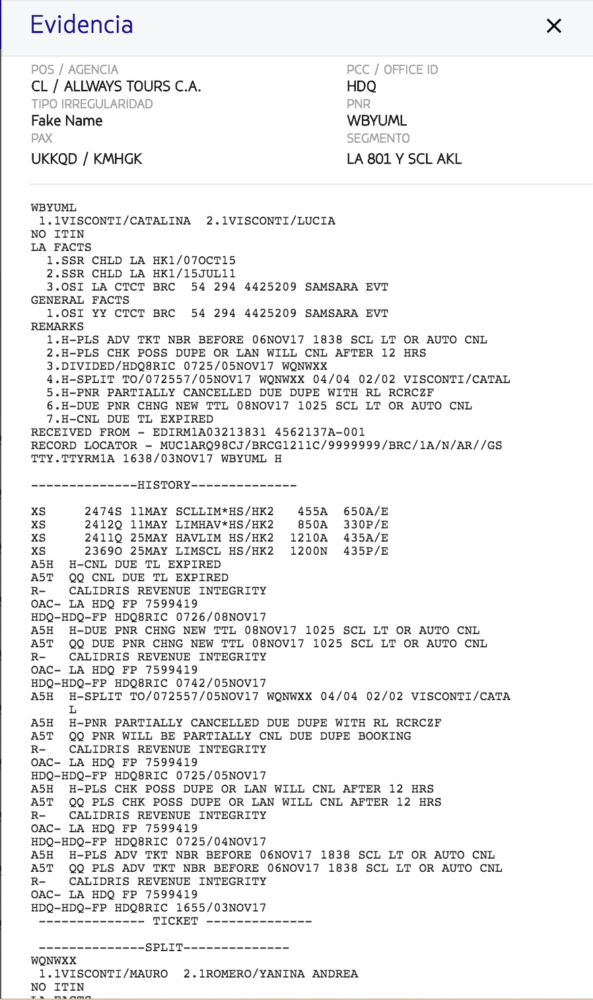 Evidencia
POS / AGENCIA
CL / ALLWAYS TOURS C.A.
PCC / OFFICE ID
HDQ
TIPO IRREGULARIDAD
Fake Name
PNR
WBYUML
PAX
UKKQD / KMHGK
SEGMENTO
LA 801 Y SCL AKL
WBYUML
1.1VISCONTI/CATALINA  2.1VISCONTI/LUCIA
NO ITIN
LA FACTS
1.SSR CHLD LA HK1/07OCT15
2.SSR CHLD LA HK1/15JUL11
3.OSI LA CTCT BRC  54 294 4425209 SAMSARA EVT
GENERAL FACTS
1.OSI YY CTCT BRC  54 294 4425209 SAMSARA EVT
REMARKS
1.H-PLS ADV TKT NBR BEFORE 06NOV17 1838 SCL LT OR AUTO CNL
2.H-PLS CHK POSS DUPE OR LAN WILL CNL AFTER 12 HRS
3.DIVIDED/HDQ8RIC 0725/05NOV17 WQNWXX
4.H-SPLIT TO/072557/05NOV17 WQNWXX 04/04 02/02 VISCONTI/CATAL
5.H-PNR PARTIALLY CANCELLED DUE DUPE WITH RL RCRCZF
6.H-DUE PNR CHNG NEW TTL 08NOV17 1025 SCL LT OR AUTO CNL
7.H-CNL DUE TL EXPIRED
RECEIVED FROM - EDIRM1A03213831 4562137A-001
RECORD LOCATOR - MUC1ARQ98CJ/BRCG1211C/9999999/BRC/1A/N/AR//GS
TTY.TTYRM1A 1638/03NOV17 WBYUML H
--------------HISTORY--------------
XS     2474S 11MAY SCLLIM*HS/HK2   455A  650A/E
XS     2412Q 11MAY LIMHAV*HS/HK2   850A  330P/E
XS     2411Q 25MAY HAVLIM HS/HK2  1210A  435A/E
XS     2369O 25MAY LIMSCL HS/HK2  1200N  435P/E
A5H  H-CNL DUE TL EXPIRED
A5T  QQ CNL DUE TL EXPIRED
R-   CALIDRIS REVENUE INTEGRITY
OAC- LA HDQ FP 7599419
HDQ-HDQ-FP HDQ8RIC 0726/08NOV17
A5H  H-DUE PNR CHNG NEW TTL 08NOV17 1025 SCL LT OR AUTO CNL
A5T  QQ DUE PNR CHNG NEW TTL 08NOV17 1025 SCL LT OR AUTO CNL
R-   CALIDRIS REVENUE INTEGRITY
OAC- LA HDQ FP 7599419
HDQ-HDQ-FP HDQ8RIC 0742/05NOV17
A5H  H-SPLIT TO/072557/05NOV17 WQNWXX 04/04 02/02 VISCONTI/CATA
L
A5H  H-PNR PARTIALLY CANCELLED DUE DUPE WITH RL RCRCZF
A5T  QQ PNR WILL BE PARTIALLY CNL DUE DUPE BOOKING
R-   CALIDRIS REVENUE INTEGRITY
OAC- LA HDQ FP 7599419
HDQ-HDQ-FP HDQ8RIC 0725/05NOV17
A5H  H-PLS CHK POSS DUPE OR LAN WILL CNL AFTER 12 HRS
A5T  QQ PLS CHK POSS DUPE OR LAN WILL CNL AFTER 12 HRS
R-   CALIDRIS REVENUE INTEGRITY
OAC- LA HDQ FP 7599419
HDQ-HDQ-FP HDQ8RIC 0725/04NOV17
A5H  H-PLS ADV TKT NBR BEFORE 06NOV17 1838 SCL LT OR AUTO CNL
A5T  QQ PLS ADV TKT NBR BEFORE 06NOV17 1838 SCL LT OR AUTO CNL
R-   CALIDRIS REVENUE INTEGRITY
OAC- LA HDQ FP 7599419
HDQ-HDQ-FP HDQ8RIC 1655/03NOV17
-------------- TICKET --------------
--------------SPLIT--------------
WQNWXX
1.1VISCONTI/MAURO  2.1ROMERO/YANINA ANDREA
NO ITIN